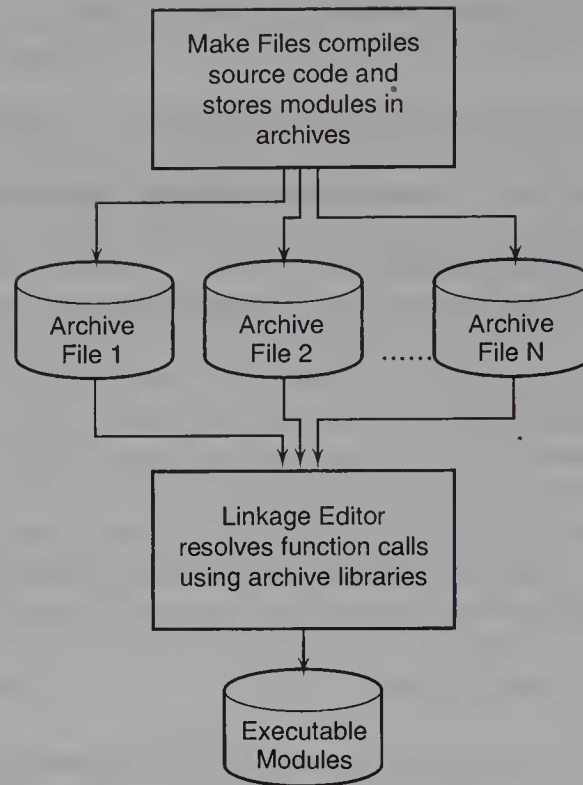 Make Files compiles
source code and
stores modules in
archives
Archive
File 1
Archive
File 2
......
Archive
File N
Linkage Editor
resolves function calls
using archive libraries
Executable
Modules